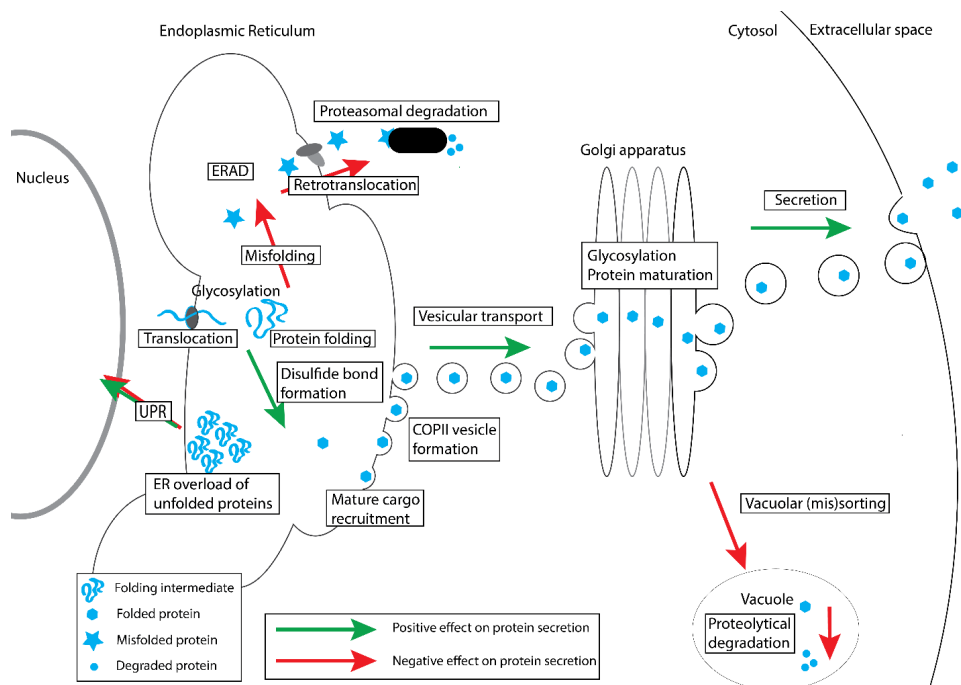 Endoplasmic Reticulum
Cytosol
Extracellular space
Proteasomal degradation
Golgi apparatus
Nucleus
ERAD
Retrotranslocation
Secretion
Misfolding
Glycosylation
Protein maturation
Glycosylation
Translocation
Protein folding
Vesicular transport
Disulfide bond
formation
UPR
COPII vesicle
formation
ER overload of
unfolded proteins
Mature cargo
recruitment
Vacuolar (mis)sorting
Folding intermediate
Folded protein
Misfolded protein
Degraded protein
Positive effect on protein secretion
Negative effect on protein secretion
Vacuole
Proteolytical
degradation